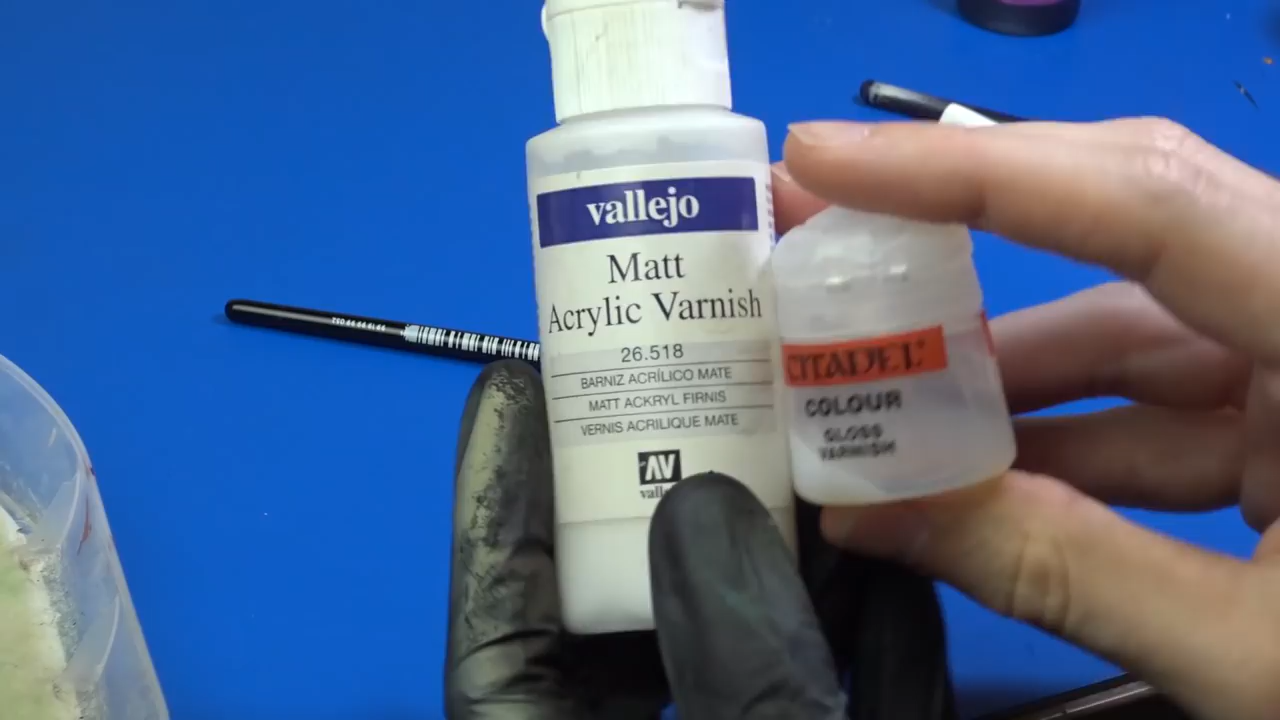 vallejo
Matt
Acrylic Varnish
26.518
BARNIZ ACRÍLICO MATE
MATT ACKRYL FIRNIS
VERNIS ACRILIQUE MATE
AV
CITADEL
COLOUR
GLOSS
VARNISH